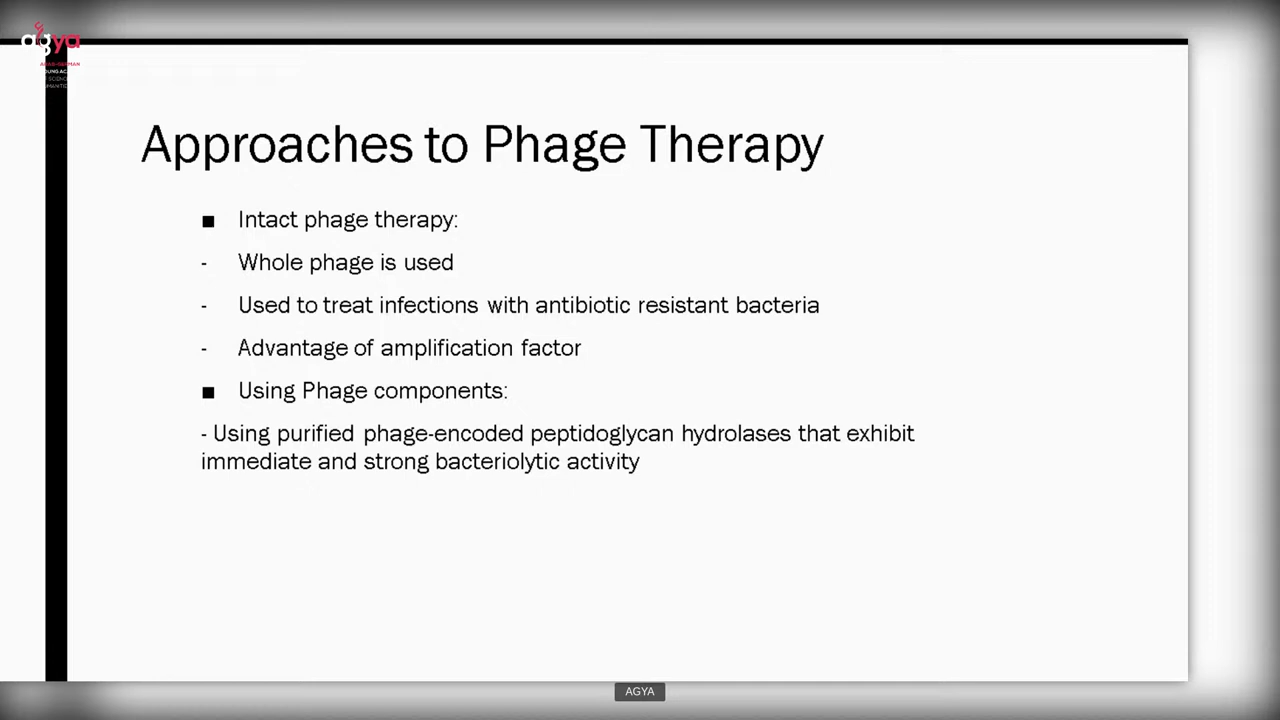 agya
ARAB-GERMAN
Approaches to Phage Therapy
■ Intact phage therapy:
- Whole phage is used
- Used to treat infections with antibiotic resistant bacteria
- Advantage of amplification factor
■ Using Phage components:
- Using purified phage-encoded peptidoglycan hydrolases that exhibit
immediate and strong bacteriolytic activity
AGYA